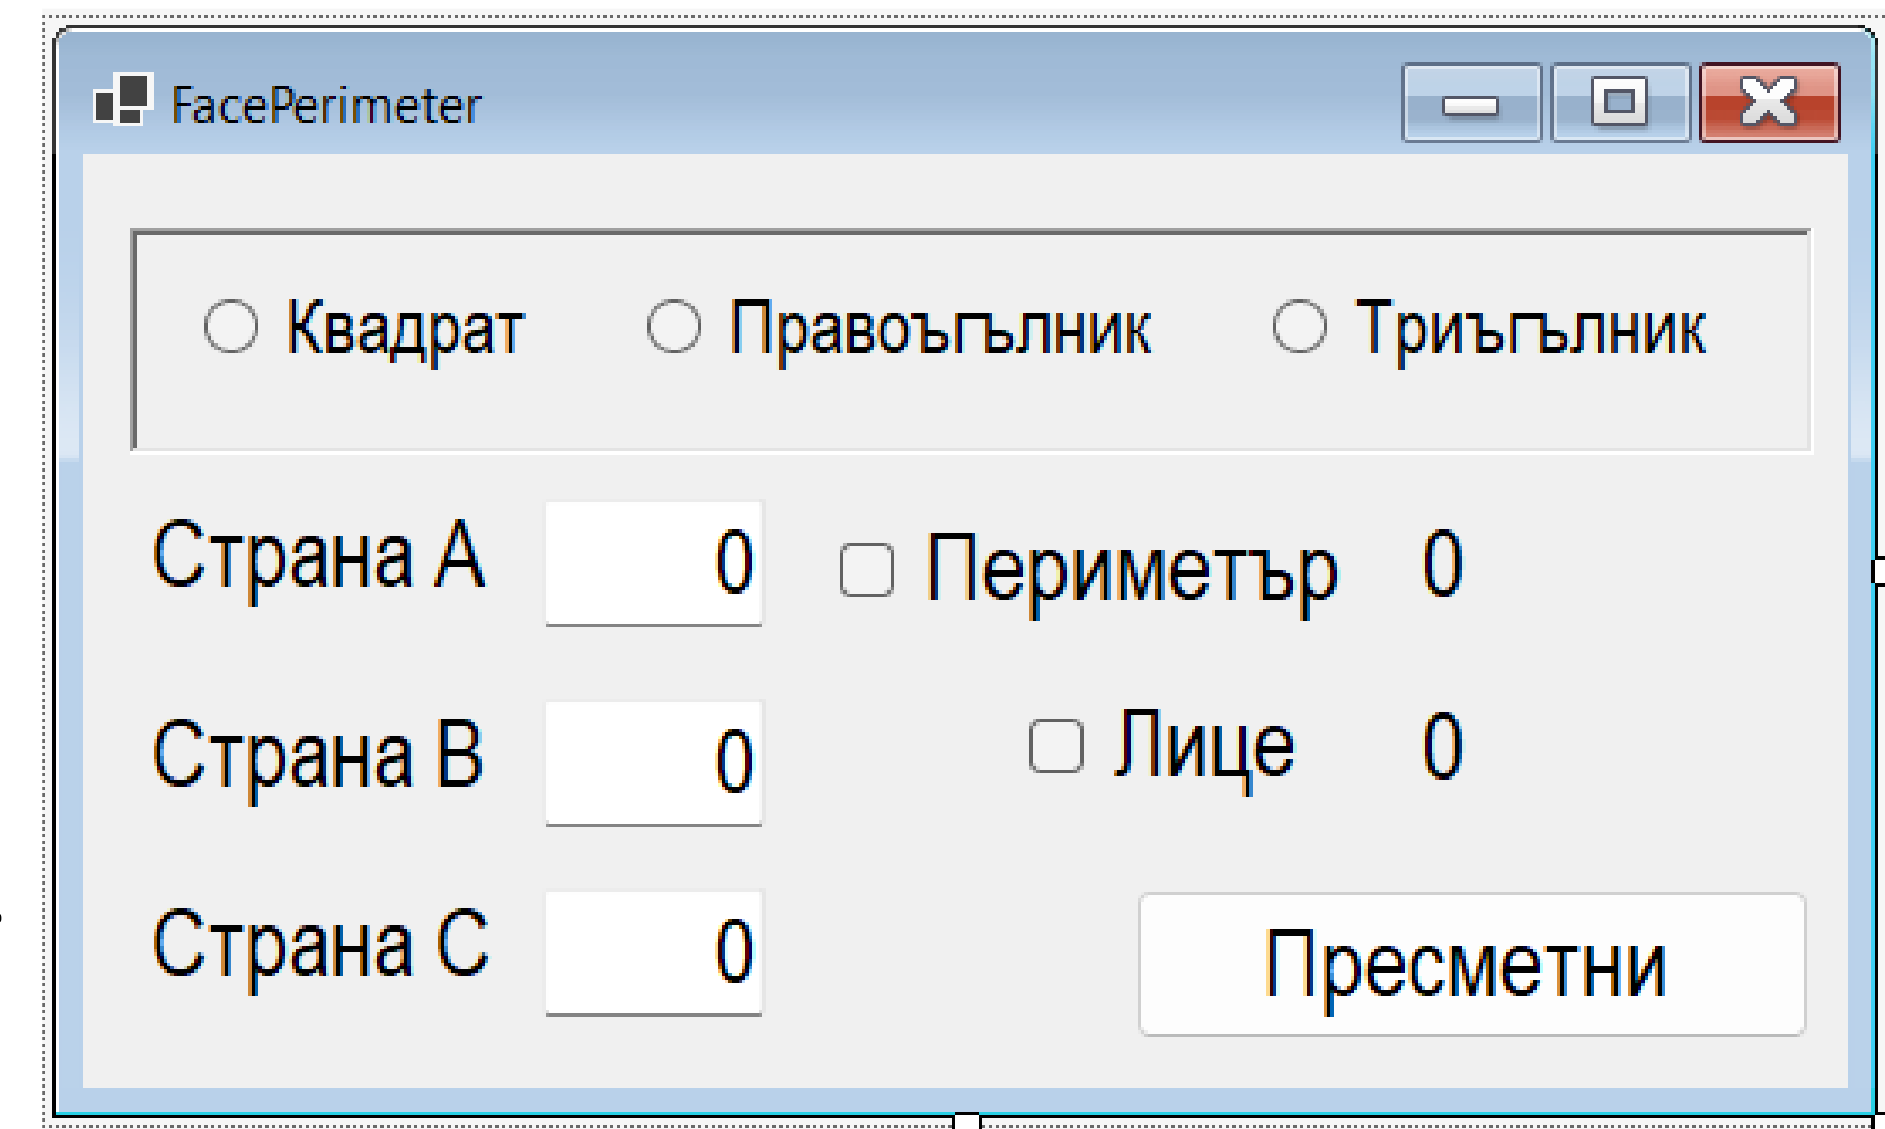 FacePerimeter
Квадрат Правоъгълник Триъгълник
Страна A 0 Периметър 0
Страна B 0 Лице 0
Страна C 0 Пресметни